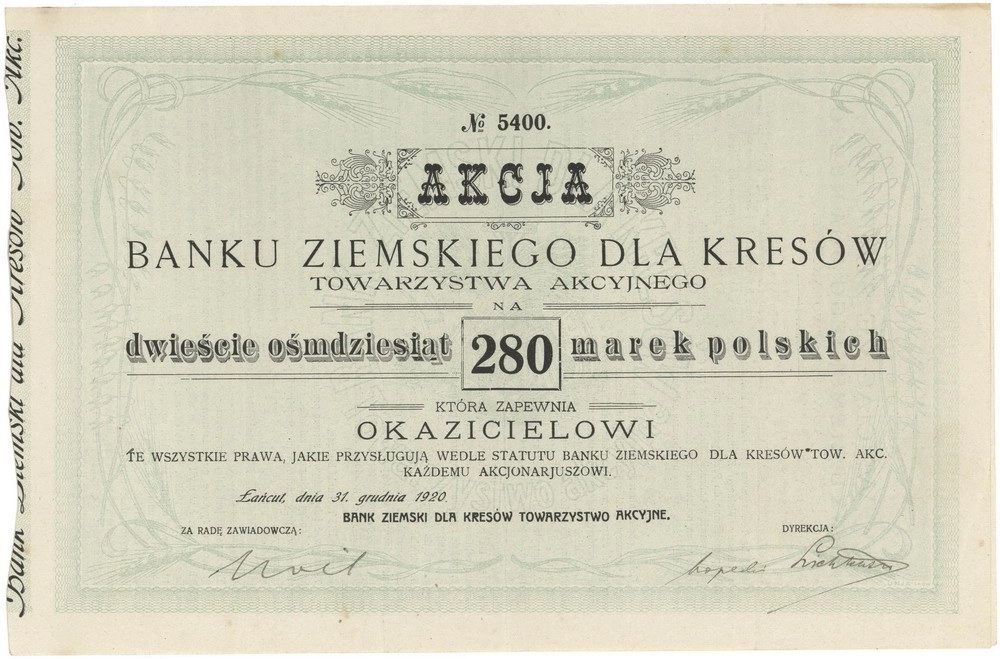 № 5400.
AKCJA
BANKU ZIEMSKIEGO DLA KRESÓW
TOWARZYSTWA AKCYJNEGO
NA
dwieście ośmdziesiąt 280 marek polskich
KTÓRA ZAPEWNIA
OKAZICIELOWI
TE WSZYSTKIE PRAWA, JAKIE PRZYSŁUGUJĄ WEDLE STATUTU BANKU ZIEMSKIEGO DLA KRESÓW TOW. AKC.
KAŻDEMU AKCJONARJUSZOWI.
Łańcut, dnia 31. grudnia 1920.
BANK ZIEMSKI DLA KRESÓW TOWARZYSTWO AKCYJNE.
ZA RADĘ ZAWIADOWCZĄ:
DYREKCJA:
Bank Ziemski dla Kresów Tow. Akc.